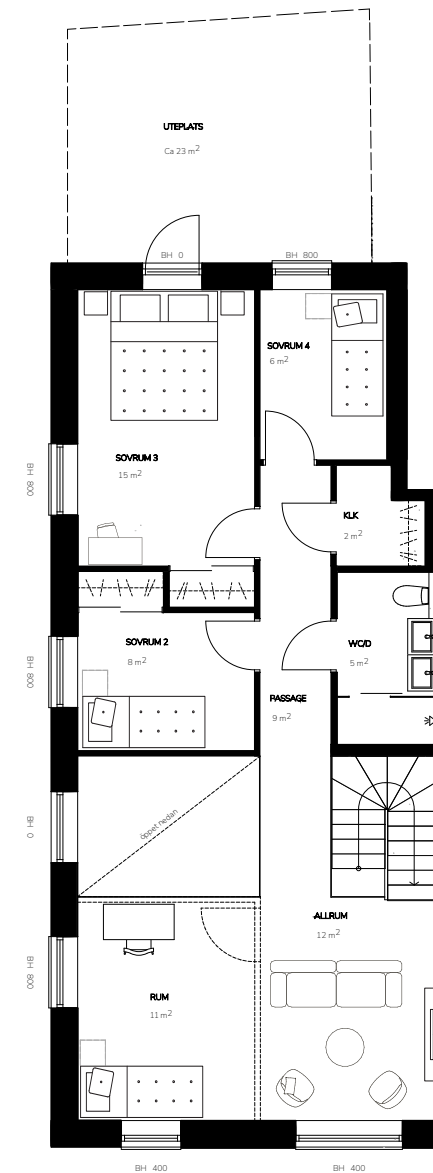 UTEPLATS
Ca 23 m2
BH 0
BH 800
SOVRUM 4
6 m2
SOVRUM 3
15 m2
BH 800
KLK
2 m2
SOVRUM 2
8 m2
WC/D
5 m2
BH 800
PASSAGE
9 m2
öppet nedan
BH 0
ALLRUM
12 m2
BH 800
RUM
11 m2
BH 400
BH 400